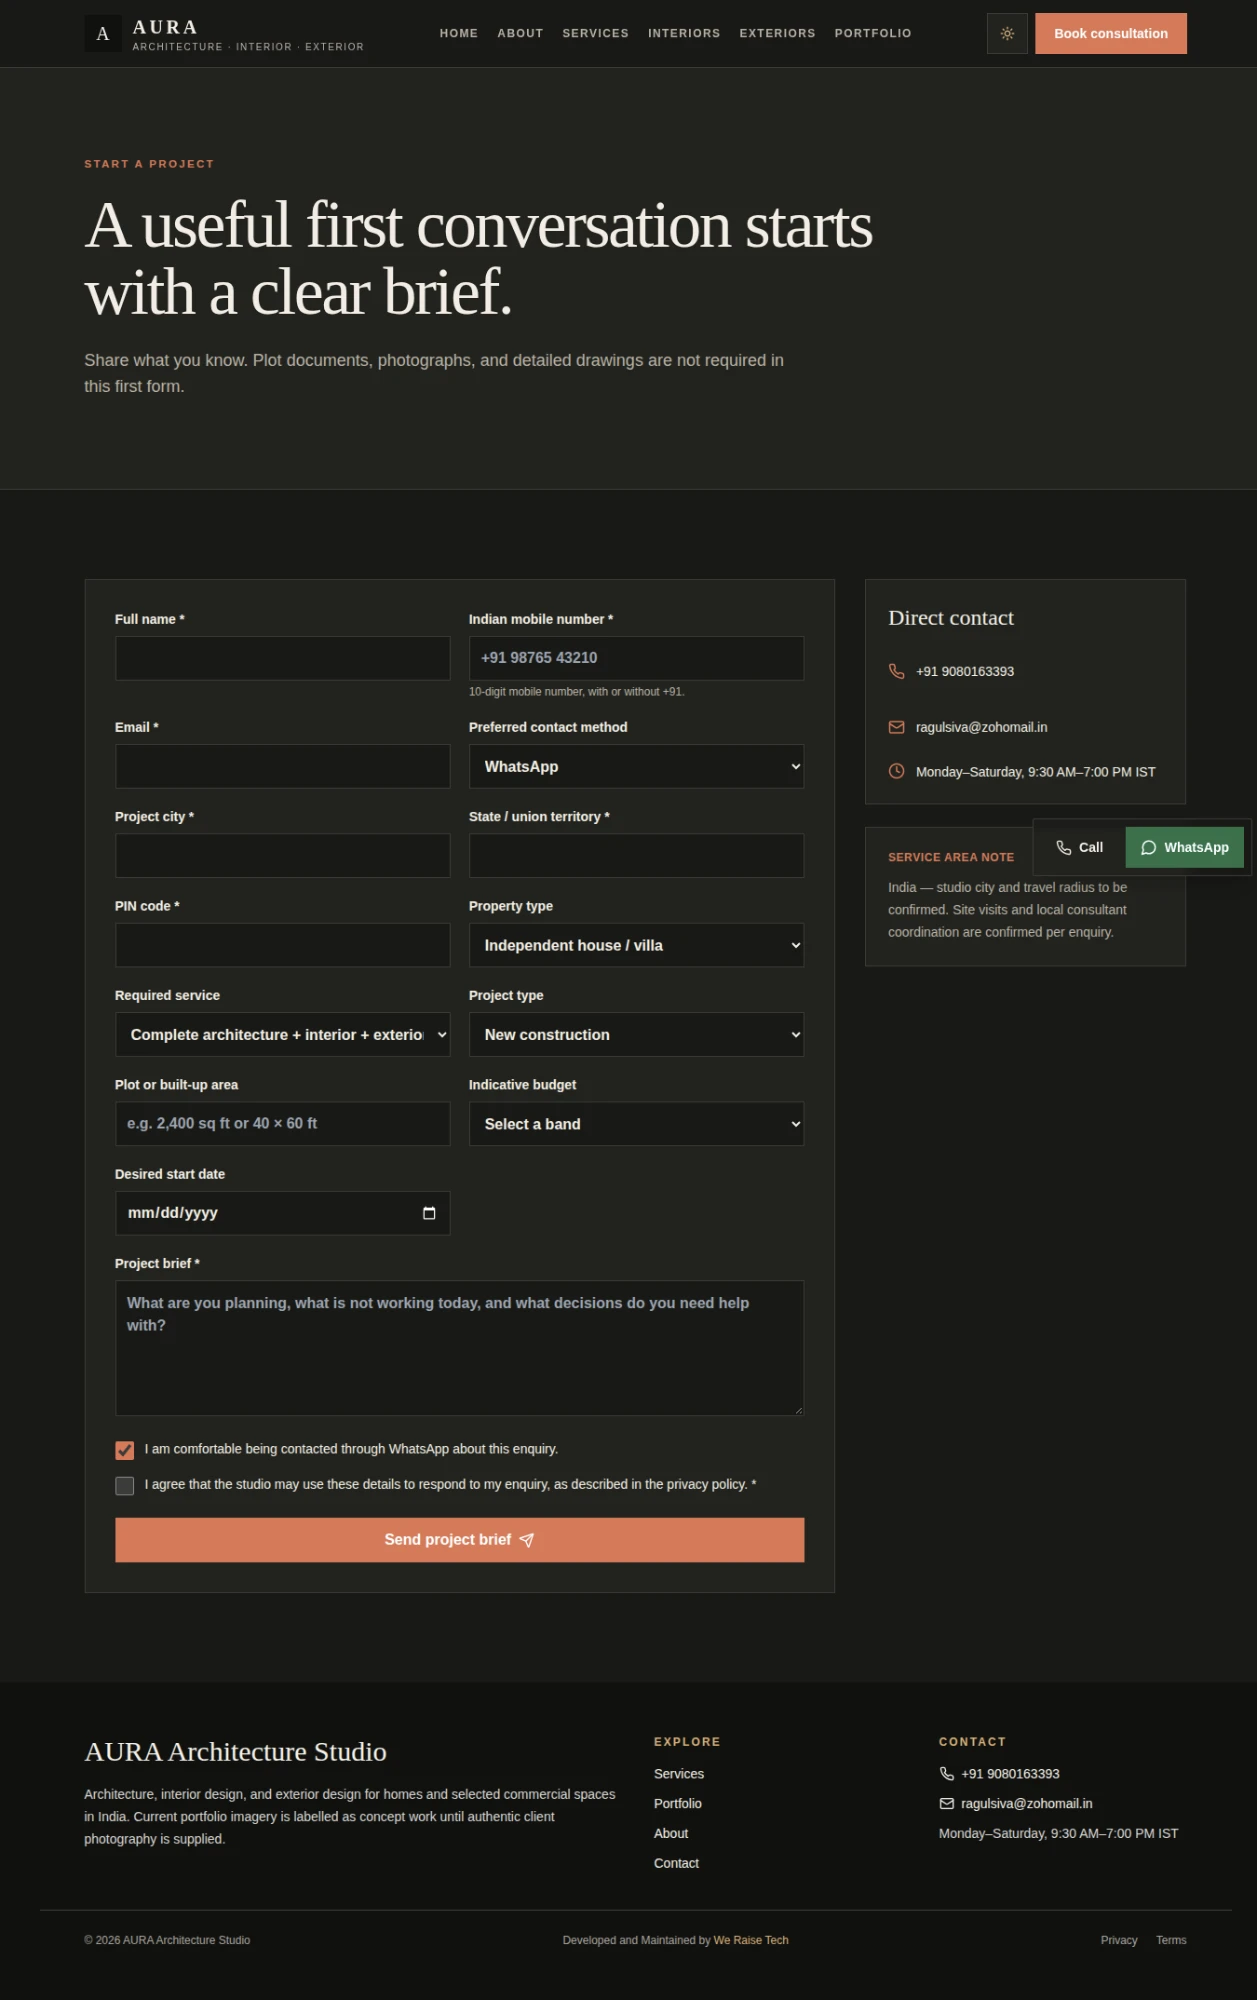 A
AURA
ARCHITECTURE · INTERIOR · EXTERIOR
HOME
ABOUT
SERVICES
INTERIORS
EXTERIORS
PORTFOLIO
Book consultation
START A PROJECT
A useful first conversation starts
with a clear brief.
Share what you know. Plot documents, photographs, and detailed drawings are not required in
this first form.
Full name *
Indian mobile number *
+91 98765 43210
10-digit mobile number, with or without +91.
Email *
Preferred contact method
WhatsApp
Project city *
State / union territory *
PIN code *
Property type
Independent house / villa
Required service
Project type
Complete architecture + interior + exterior
New construction
Plot or built-up area
Indicative budget
e.g. 2,400 sq ft or 40 × 60 ft
Select a band
Desired start date
mm/dd/yyyy
Project brief *
What are you planning, what is not working today, and what decisions do you need help
with?
I am comfortable being contacted through WhatsApp about this enquiry.
I agree that the studio may use these details to respond to my enquiry, as described in the privacy policy. *
Send project brief
Direct contact
+91 9080163393
ragulsiva@zohomail.in
Monday–Saturday, 9:30 AM–7:00 PM IST
Call
WhatsApp
SERVICE AREA NOTE
India — studio city and travel radius to be
confirmed. Site visits and local consultant
coordination are confirmed per enquiry.
AURA Architecture Studio
Architecture, interior design, and exterior design for homes and selected commercial spaces
in India. Current portfolio imagery is labelled as concept work until authentic client
photography is supplied.
EXPLORE
Services
Portfolio
About
Contact
CONTACT
+91 9080163393
ragulsiva@zohomail.in
Monday–Saturday, 9:30 AM–7:00 PM IST
© 2026 AURA Architecture Studio
Developed and Maintained by We Raise Tech
Privacy
Terms